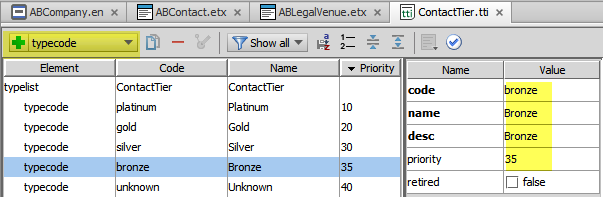 ABCompany.en ABContact.etx ABLegalVenue.etx ContactTier.tti
typecode Show all
Element Code Name Priority
typelist ContactTier ContactTier
typecode platinum Platinum 10
typecode gold Gold 20
typecode silver Silver 30
typecode bronze Bronze 35
typecode unknown Unknown 40
Name Value
code bronze
name Bronze
desc Bronze
priority 35
retired false